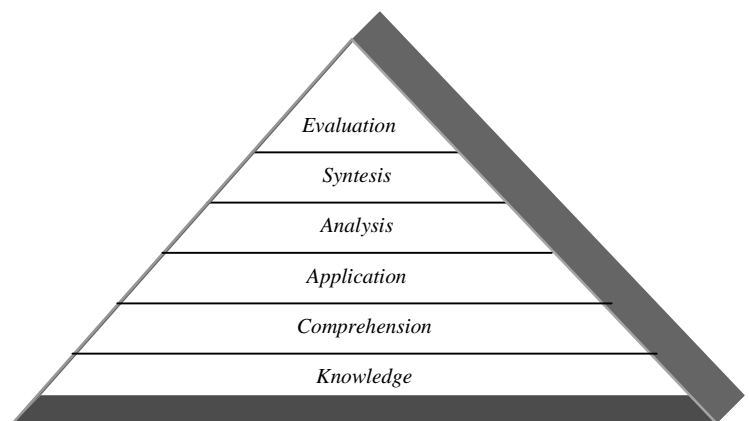 Evaluation
Syntesis
Analysis
Application
Comprehension
Knowledge